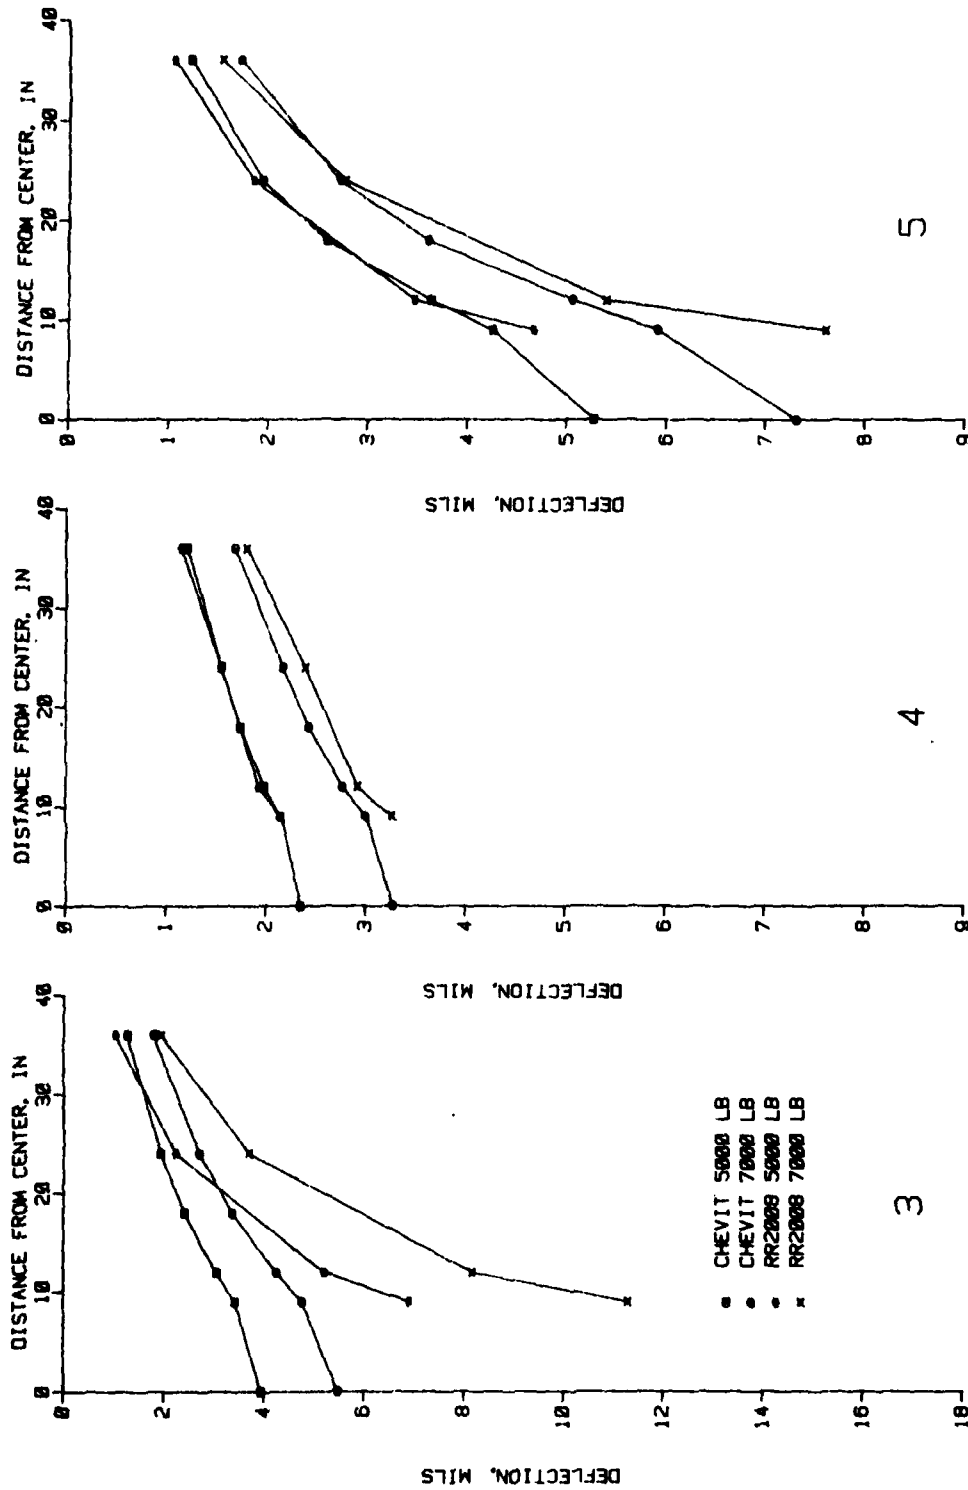 DISTANCE FROM CENTER, IN
0 10 20 30 40
0
2
4
6
8
10
12
14
16
18
DEFLECTION, MILS
CHEVIT 5000 LB
CHEVIT 7000 LB
RR2008 5000 LB
RR2008 7000 LB
3
DISTANCE FROM CENTER, IN
0 10 20 30 40
0
1
2
3
4
5
6
7
8
9
DEFLECTION, MILS
4
DISTANCE FROM CENTER, IN
0 10 20 30 40
0
1
2
3
4
5
6
7
8
9
DEFLECTION, MILS
5